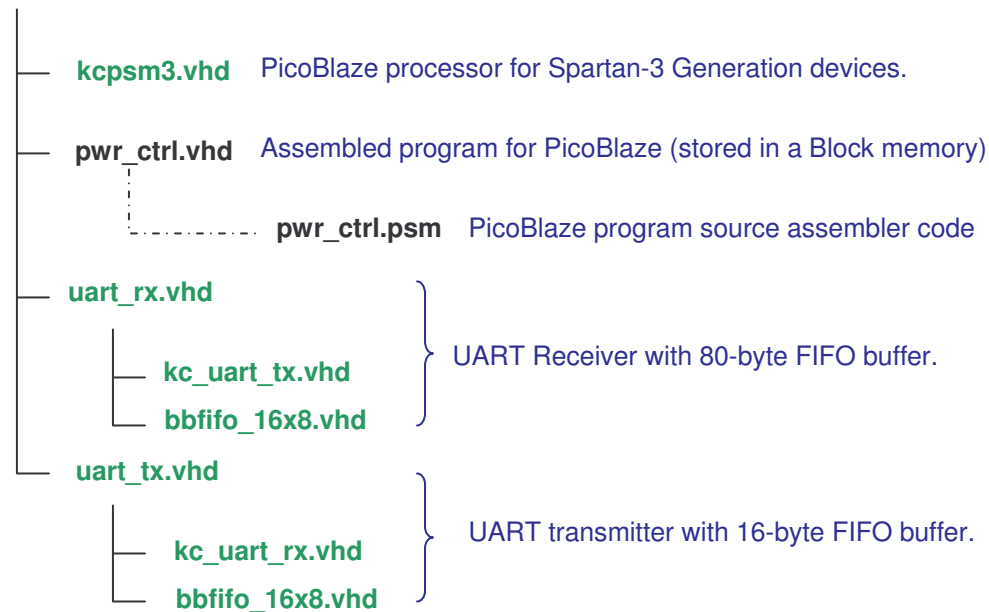 kcpsm3.vhd PicoBlaze processor for Spartan-3 Generation devices.
pwr_ctrl.vhd Assembled program for PicoBlaze (stored in a Block memory)
pwr_ctrl.psm PicoBlaze program source assembler code
uart_rx.vhd
UART Receiver with 80-byte FIFO buffer.
kc_uart_tx.vhd
bbfifo_16x8.vhd
uart_tx.vhd
UART transmitter with 16-byte FIFO buffer.
kc_uart_rx.vhd
bbfifo_16x8.vhd